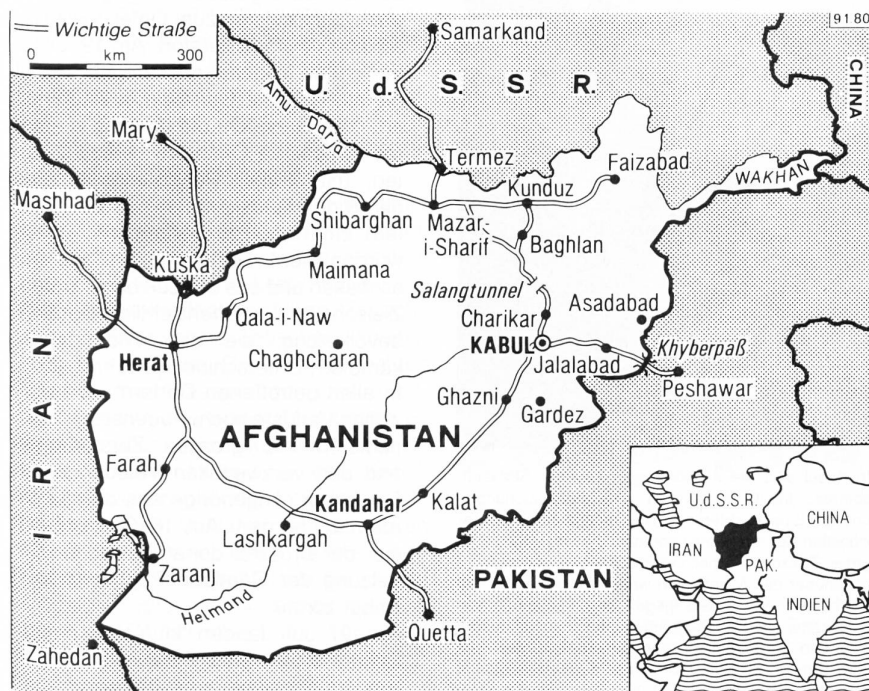 Wichtige Straße
0 km 300
91 80
Samarkand
U. d. S. S. R.
CHINA
Amu Darja
Mary
Termez
Faizabad
Kunduz
WAKHAN
Mashhad
Shibarghan
Mazar-
i-Sharif
Baghlan
Kuska
Maimana
Salangtunnel
Asadabad
Qala-i-Naw
Charikar
Herat
Chaghcharan
KABUL
Khyberpaß
Jalalabad
Peshawar
IRAN
Ghazni
Gardez
AFGHANISTAN
Farah
Kandahar
Kalat
Lashkargah
Zaranj
PAKISTAN
Helmand
Quetta
Zahedan
U.d.S.S.R.
CHINA
IRAN
PAK.
INDIEN